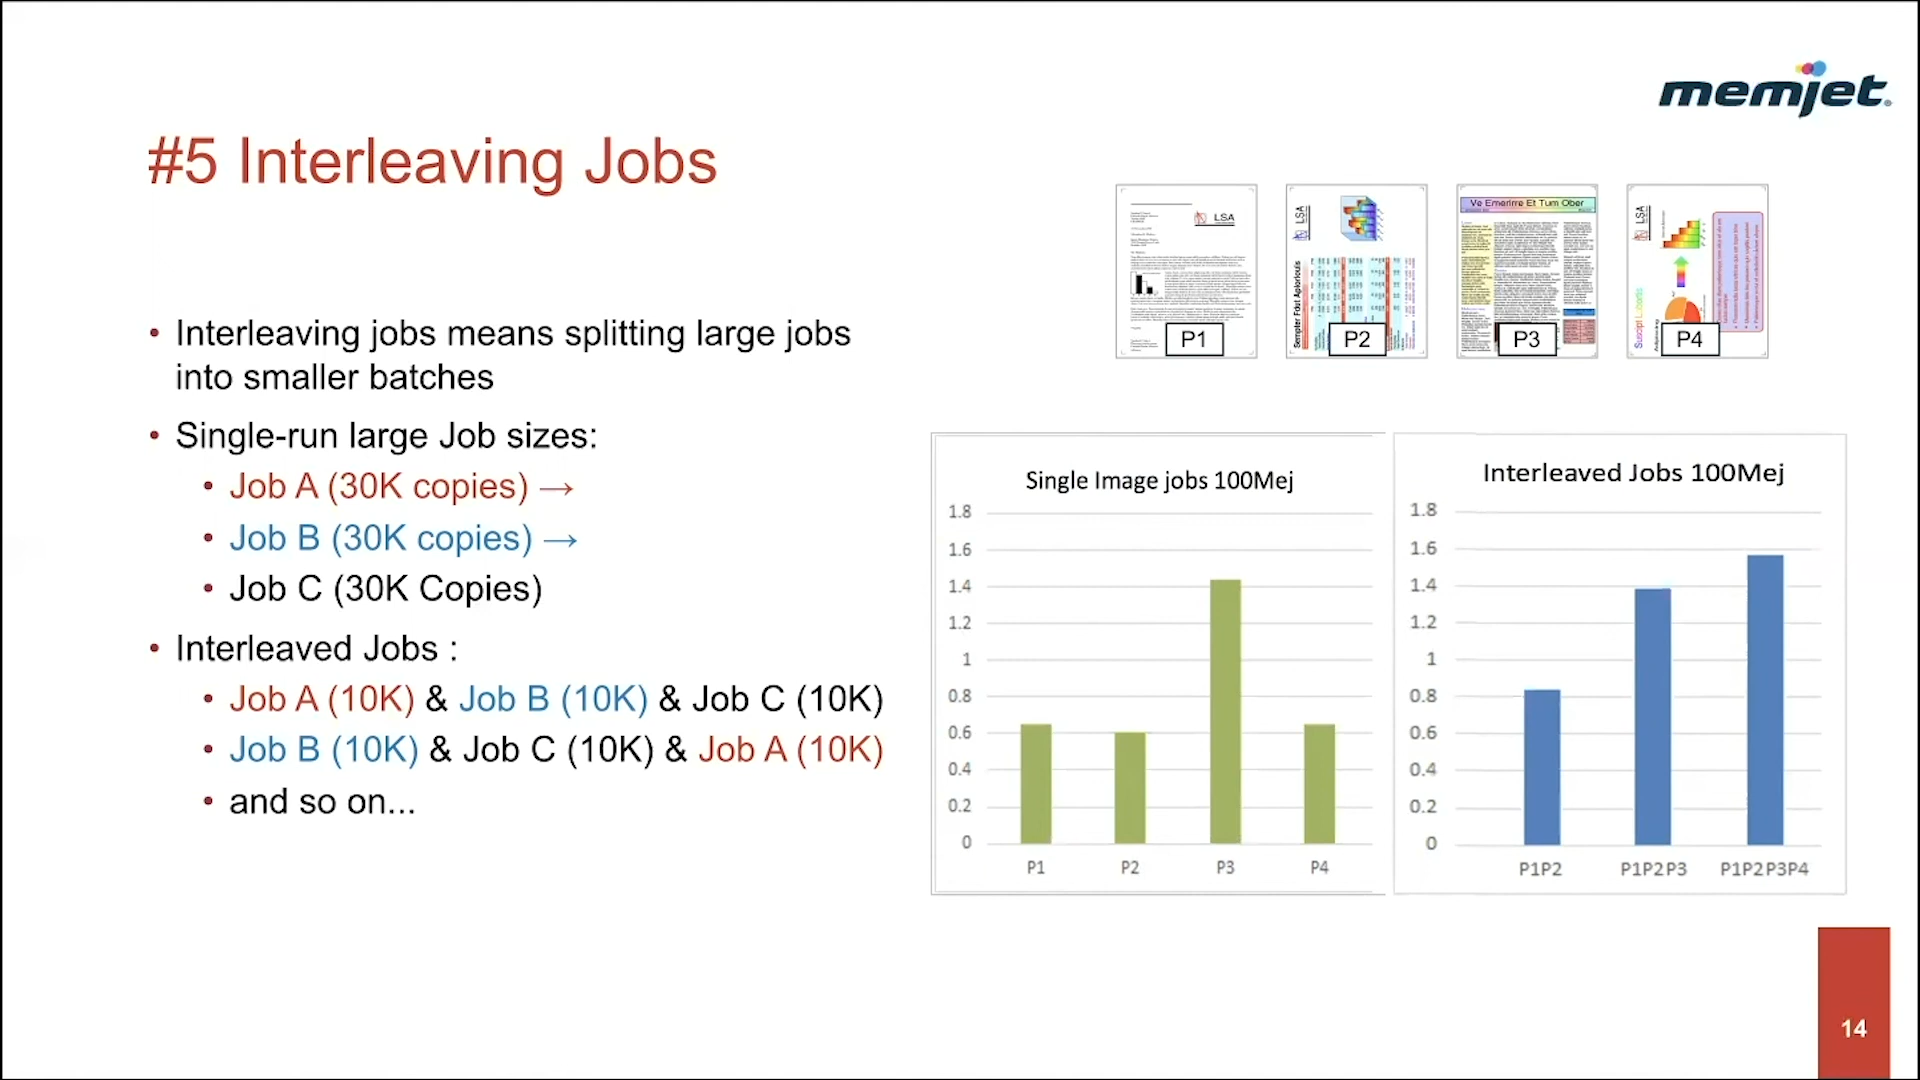 memjet
#5 Interleaving Jobs
LSA
LSA
Ve Emerirre Et Tum Ober
LSA
P1
P2
P3
P4
• Interleaving jobs means splitting large jobs
into smaller batches
• Single-run large Job sizes:
• Job A (30K copies) →
• Job B (30K copies) →
• Job C (30K Copies)
• Interleaved Jobs :
• Job A (10K) & Job B (10K) & Job C (10K)
• Job B (10K) & Job C (10K) & Job A (10K)
• and so on...
Single Image jobs 100Mej
1.8
1.6
1.4
1.2
1
0.8
0.6
0.4
0.2
0
P1 P2 P3 P4
Interleaved Jobs 100Mej
1.8
1.6
1.4
1.2
1
0.8
0.6
0.4
0.2
0
P1P2 P1P2P3 P1P2P3P4
14